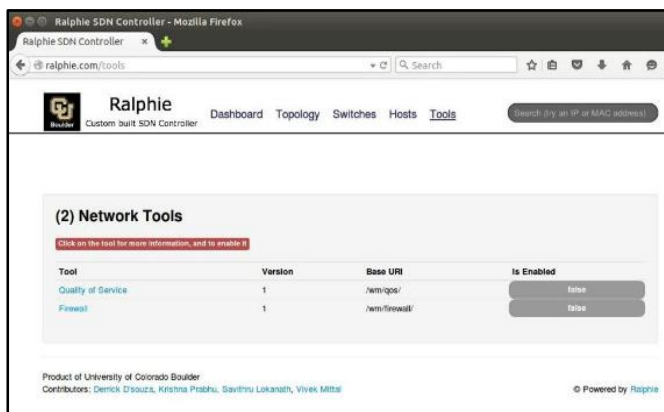 Ralphie SDN Controller - Mozilla Firefox
Ralphie SDN Controller ×
ralphie.com/tools Search
CU Boulder
Ralphie
Custom built SDN Controller
Dashboard Topology Switches Hosts Tools
Search (try an IP or MAC address)
(2) Network Tools
Click on the tool for more information, and to enable it
Tool Version Base URI Is Enabled
Quality of Service 1 /wm/qos/ false
Firewall 1 /wm/firewall/ false
Product of University of Colorado Boulder
Contributors: Derrick D'souza, Krishna Prabhu, Savithru Lokanath, Vivek Mittal
© Powered by Ralphie